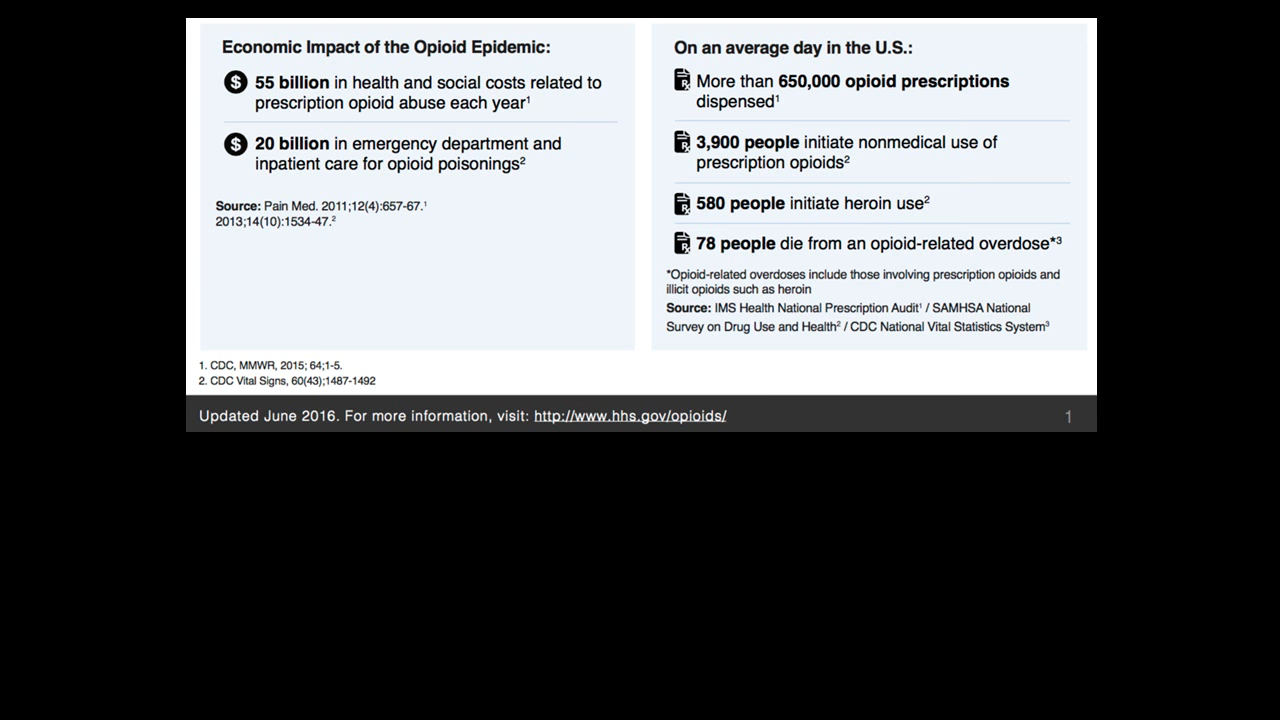 Economic Impact of the Opioid Epidemic:
$ 55 billion in health and social costs related to
prescription opioid abuse each year¹
$ 20 billion in emergency department and
inpatient care for opioid poisonings²
Source: Pain Med. 2011;12(4):657-67.¹
2013;14(10):1534-47.²
On an average day in the U.S.:
More than 650,000 opioid prescriptions
dispensed¹
3,900 people initiate nonmedical use of
prescription opioids²
580 people initiate heroin use²
78 people die from an opioid-related overdose*³
*Opioid-related overdoses include those involving prescription opioids and
illicit opioids such as heroin
Source: IMS Health National Prescription Audit¹ / SAMHSA National
Survey on Drug Use and Health² / CDC National Vital Statistics System³
1. CDC, MMWR, 2015; 64;1-5.
2. CDC Vital Signs, 60(43);1487-1492
Updated June 2016. For more information, visit: http://www.hhs.gov/opioids/ 1